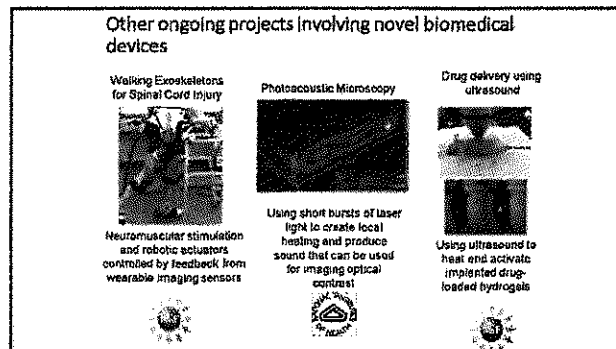 Other ongoing projects involving novel biomedical
devices
Walking Exoskeletons
for Spinal Cord Injury
Neuromuscular stimulation
and robotic actuators
controlled by feedback from
wearable imaging sensors
Photoacoustic Microscopy
Using short bursts of laser
light to create local
heating and produce
sound that can be used
for imaging optical
contrast
Drug delivery using
ultrasound
Using ultrasound to
heat and activate
implanted drug-
loaded hydrogels